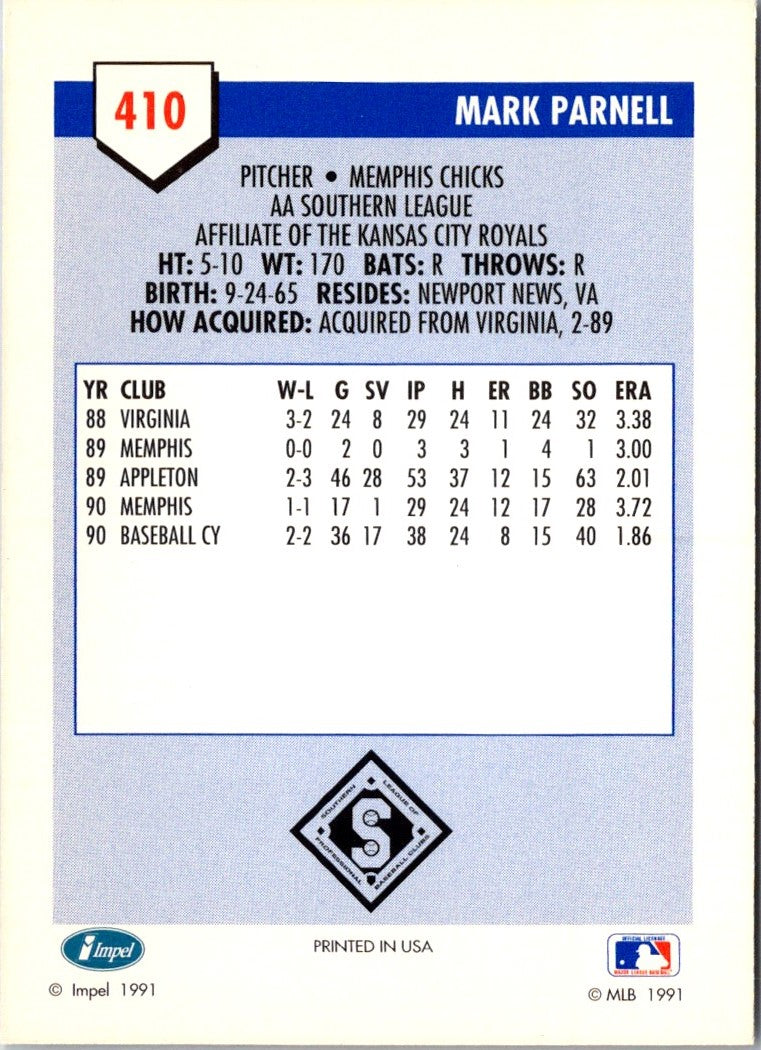 410
MARK PARNELL
PITCHER • MEMPHIS CHICKS
AA SOUTHERN LEAGUE
AFFILIATE OF THE KANSAS CITY ROYALS
HT: 5-10 WT: 170 BATS: R THROWS: R
BIRTH: 9-24-65 RESIDES: NEWPORT NEWS, VA
HOW ACQUIRED: ACQUIRED FROM VIRGINIA, 2-89
YR CLUB W-L G SV IP H ER BB SO ERA
88 VIRGINIA 3-2 24 8 29 24 11 24 32 3.38
89 MEMPHIS 0-0 2 0 3 3 1 4 1 3.00
89 APPLETON 2-3 46 28 53 37 12 15 63 2.01
90 MEMPHIS 1-1 17 1 29 24 12 17 28 3.72
90 BASEBALL CY 2-2 36 17 38 24 8 15 40 1.86
SOUTHERN LEAGUE OF
S
PROFESSIONAL BASEBALL CLUBS
i Impel
PRINTED IN USA
OFFICIAL LICENSEE
MAJOR LEAGUE BASEBALL
© Impel 1991
© MLB 1991